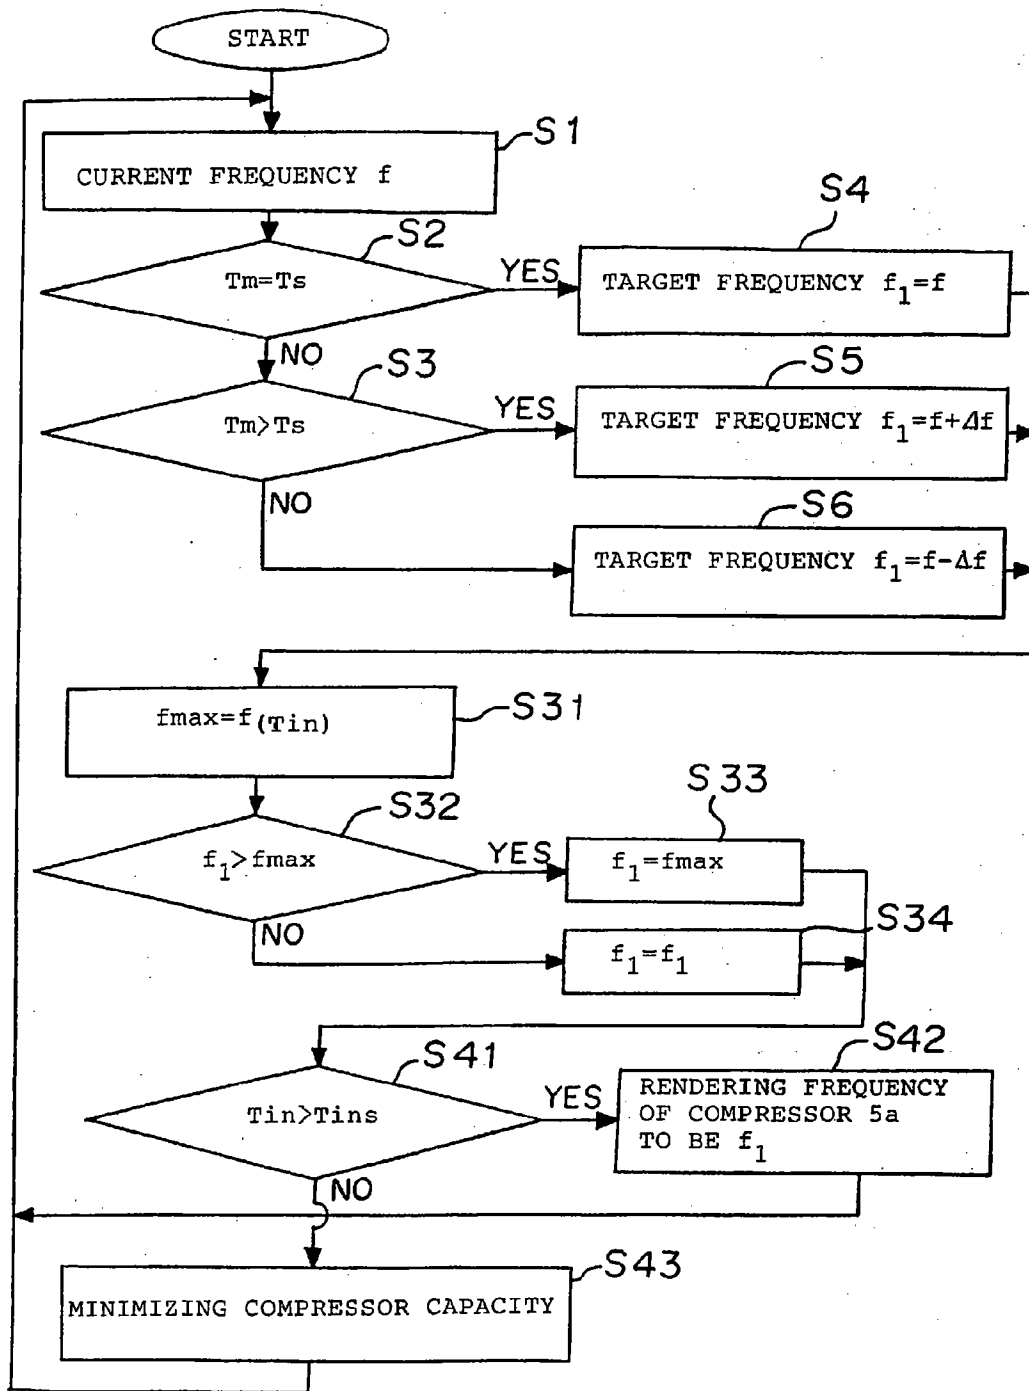 START
S1
CURRENT FREQUENCY f
S2
Tm=Ts
YES
S4
TARGET FREQUENCY f₁=f
NO
S3
Tm>Ts
YES
S5
TARGET FREQUENCY f₁=f+Δf
NO
S6
TARGET FREQUENCY f₁=f-Δf
S31
fmax=f(Tin)
S32
f₁>fmax
YES
S33
f₁=fmax
NO
S34
f₁=f₁
S41
Tin>Tins
YES
S42
RENDERING FREQUENCY
OF COMPRESSOR 5a
TO BE f₁
NO
S43
MINIMIZING COMPRESSOR CAPACITY